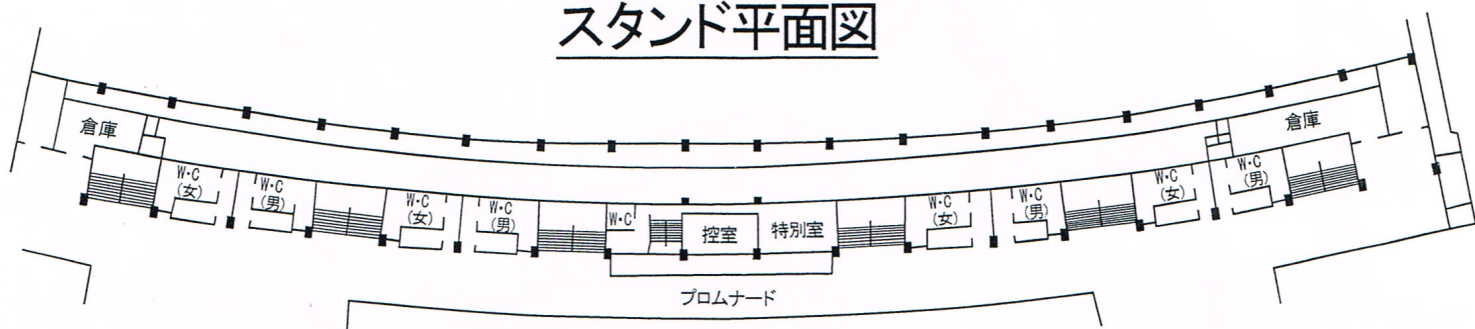 スタンド平面図
倉庫
倉庫
W・C
(女)
W・C
(男)
W・C
(女)
W・C
(男)
W・C
控室
特別室
W・C
(女)
W・C
(男)
W・C
(女)
W・C
(男)
プロムナード